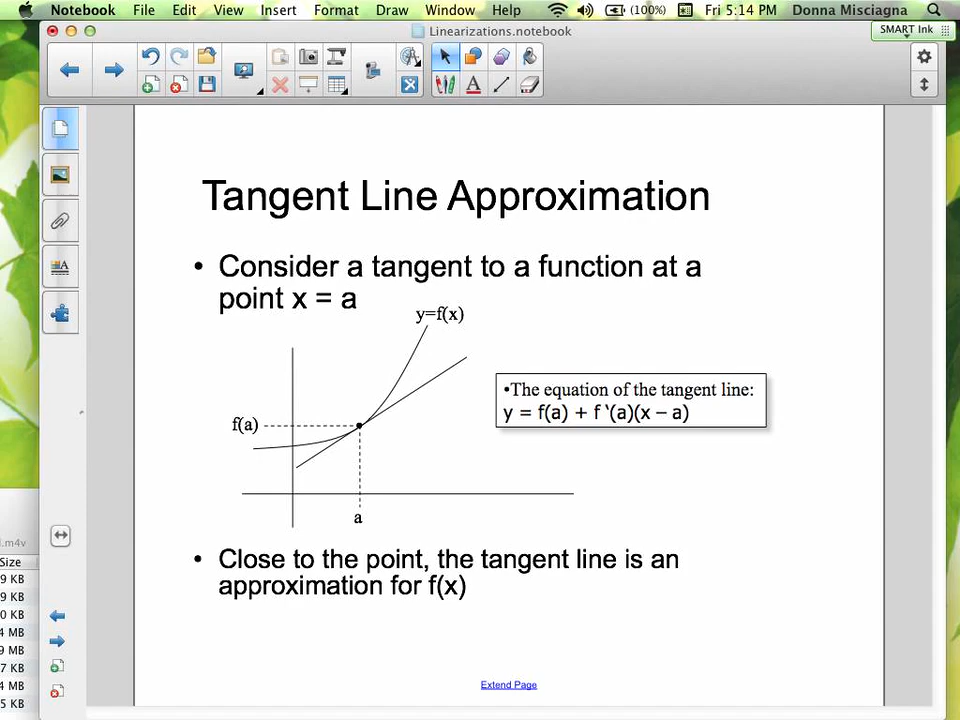 Notebook File Edit View Insert Format Draw Window Help (100%) Fri 5:14 PM Donna Misciagna
Linearizations.notebook
SMART Ink
Tangent Line Approximation
• Consider a tangent to a function at a
point x = a
y=f(x)
•The equation of the tangent line:
y = f(a) + f ‘(a)(x – a)
f(a)
a
• Close to the point, the tangent line is an
approximation for f(x)
Extend Page
.m4v
Size
9 KB
0 KB
0 KB
4 MB
9 MB
7 KB
4 MB
5 KB